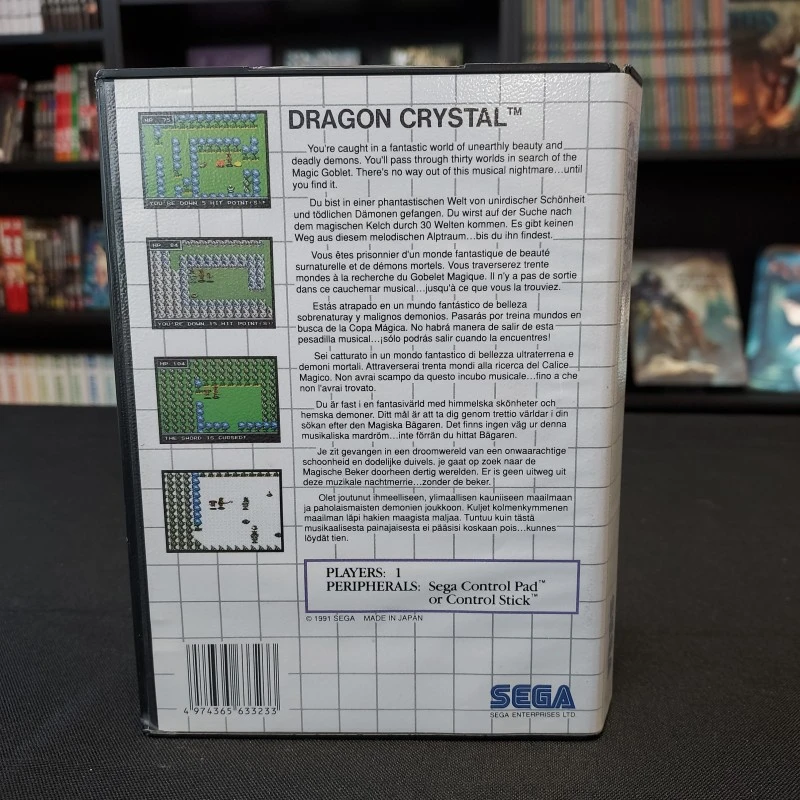 DRAGON CRYSTAL™
You're caught in a fantastic world of unearthly beauty and
deadly demons. You'll pass through thirty worlds in search of the
Magic Goblet. There's no way out of this musical nightmare...until
you find it.
Du bist in einer phantastischen Welt von unirdischer Schönheit
und tödlichen Dämonen gefangen. Du wirst auf der Suche nach
dem magischen Kelch durch 30 Welten kommen. Es gibt keinen
Weg aus diesem melodischen Alptraum...bis du ihn findest.
Vous êtes prisonnier d'un monde fantastique de beauté
surnaturelle et de démons mortels. Vous traverserez trente
mondes à la recherche du Gobelet Magique. Il n'y a pas de sortie
dans ce cauchemar musical...jusqu'à ce que vous la trouviez.
Estás atrapado en un mundo fantástico de belleza
sobrenaturay y malignos demonios. Pasarás por treina mundos en
busca de la Copa Mágica. No habrá manera de salir de esta
pesadilla musical...¡sólo podrás salir cuando la encuentres!
Sei catturato in un mondo fantastico di bellezza ultraterrena e
demoni mortali. Attraverserai trenta mondi alla ricerca del Calice
Magico. Non avrai scampo da questo incubo musicale...fino a che
non l'avrai trovato.
Du är fast i en fantasivärld med himmelska skönheter och
hemska demoner. Ditt mål är att ta dig genom trettio världar i din
sökan efter den Magiska Bägaren. Det finns ingen väg ur denna
musikaliska mardröm...inte förrän du hittat Bägaren.
Je zit gevangen in een droomwereld van een onwaarachtige
schoonheid en dodelijke duivels. je gaat op zoek naar de
Magische Beker doorheen dertig werelden. Er is geen uitweg uit
deze muzikale nachtmerrie...zonder de beker.
Olet joutunut ihmeelliseen, ylimaallisen kauniiseen maailmaan
ja paholaismaisten demonien joukkoon. Kuljet kolmenkymmenen
maailman läpi hakien maagista maljaa. Tuntuu kuin tästä
musikaalisesta painajaisesta ei pääsisi koskaan pois...kunnes
löydät tien.
HP: 75
YOU'RE DOWN 5 HIT POINT(S)!
HP: 84
HP: 104
THE SWORD IS CURSED!
PLAYERS: 1
PERIPHERALS: Sega Control Pad™
or Control Stick™
© 1991 SEGA MADE IN JAPAN
4 974365 633233
SEGA
SEGA ENTERPRISES LTD.